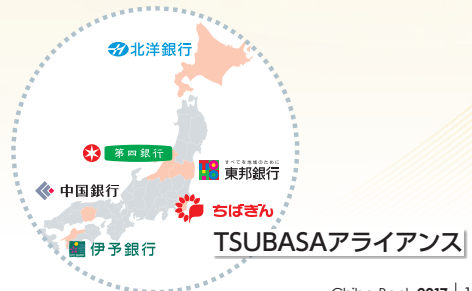 北洋銀行
第四銀行
すべてを地域のために
東邦銀行
中国銀行
ちばぎん
伊予銀行
TSUBASAアライアンス
2017